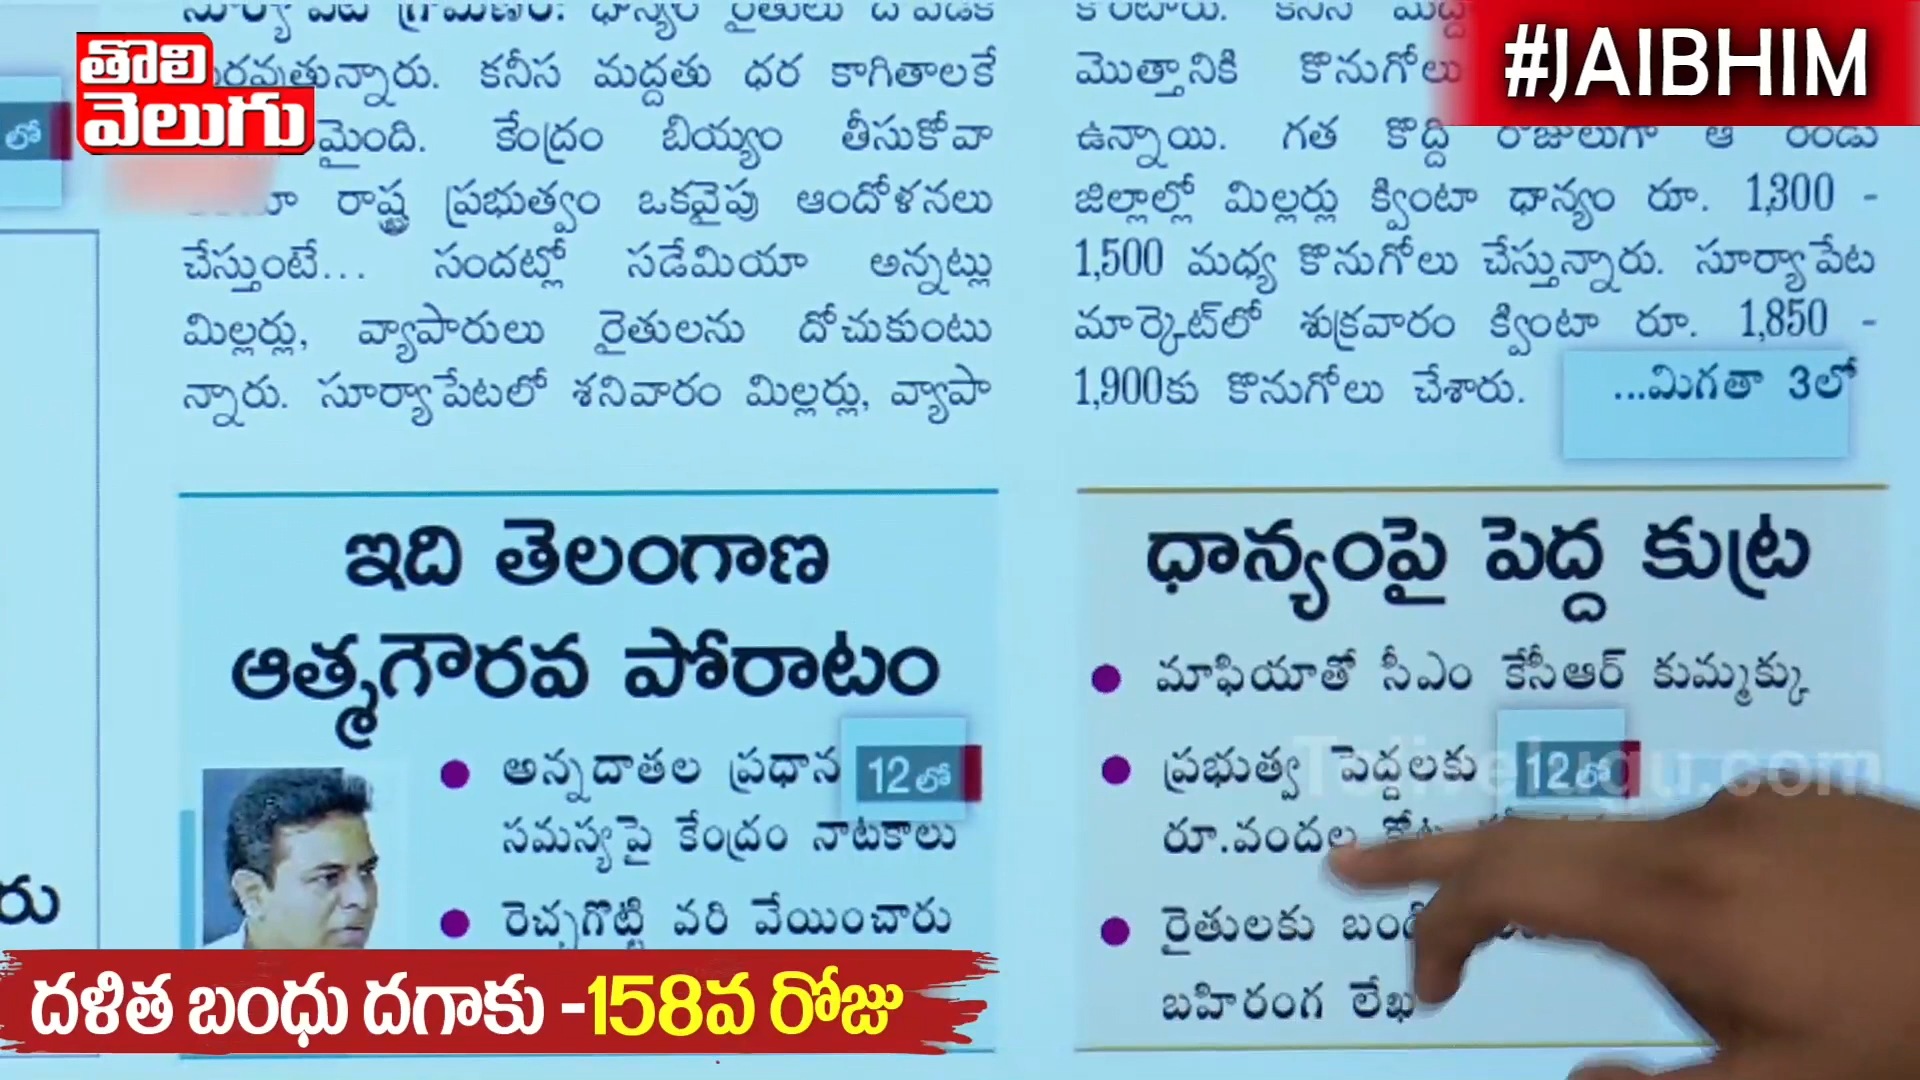 తొలి
వెలుగు
#JAIBHIM
లో
సూర్యాపేట గ్రామీణం: ధాన్యం రైతులు
కనీస మద్దతు ధర కాగితాలకే
కేంద్రం బియ్యం తీసుకోవా
రాష్ట్ర ప్రభుత్వం ఒకవైపు ఆందోళనలు
చేస్తుంటే... సందట్లో సడేమియా అన్నట్లు
మిల్లర్లు, వ్యాపారులు రైతులను దోచుకుంటు
న్నారు. సూర్యాపేటలో శనివారం మిల్లర్లు, వ్యాపా
మొత్తానికి కొనుగోలు
ఉన్నాయి. గత కొద్ది రోజులుగా ఆ రెండు
జిల్లాల్లో మిల్లర్లు క్వింటా ధాన్యం రూ. 1,300 -
1,500 మధ్య కొనుగోలు చేస్తున్నారు. సూర్యాపేట
మార్కెట్‌లో శుక్రవారం క్వింటా రూ. 1,850 -
1,900కు కొనుగోలు చేశారు. ...మిగతా 3లో
ఇది తెలంగాణ
ఆత్మగౌరవ పోరాటం
అన్నదాతల ప్రధాన 12లో
సమస్యపై కేంద్రం నాటకాలు
రెచ్చగొట్టి వరి వేయించారు
ధాన్యంపై పెద్ద కుట్ర
మాఫియాతో సీఎం కేసీఆర్ కుమ్మక్కు
ప్రభుత్వ పెద్దలకు 12లో
రూ.వందల
రైతులకు
బహిరంగ లేఖ
Tolivelugu.com
రు
దళిత బంధు దగాకు -158వ రోజు